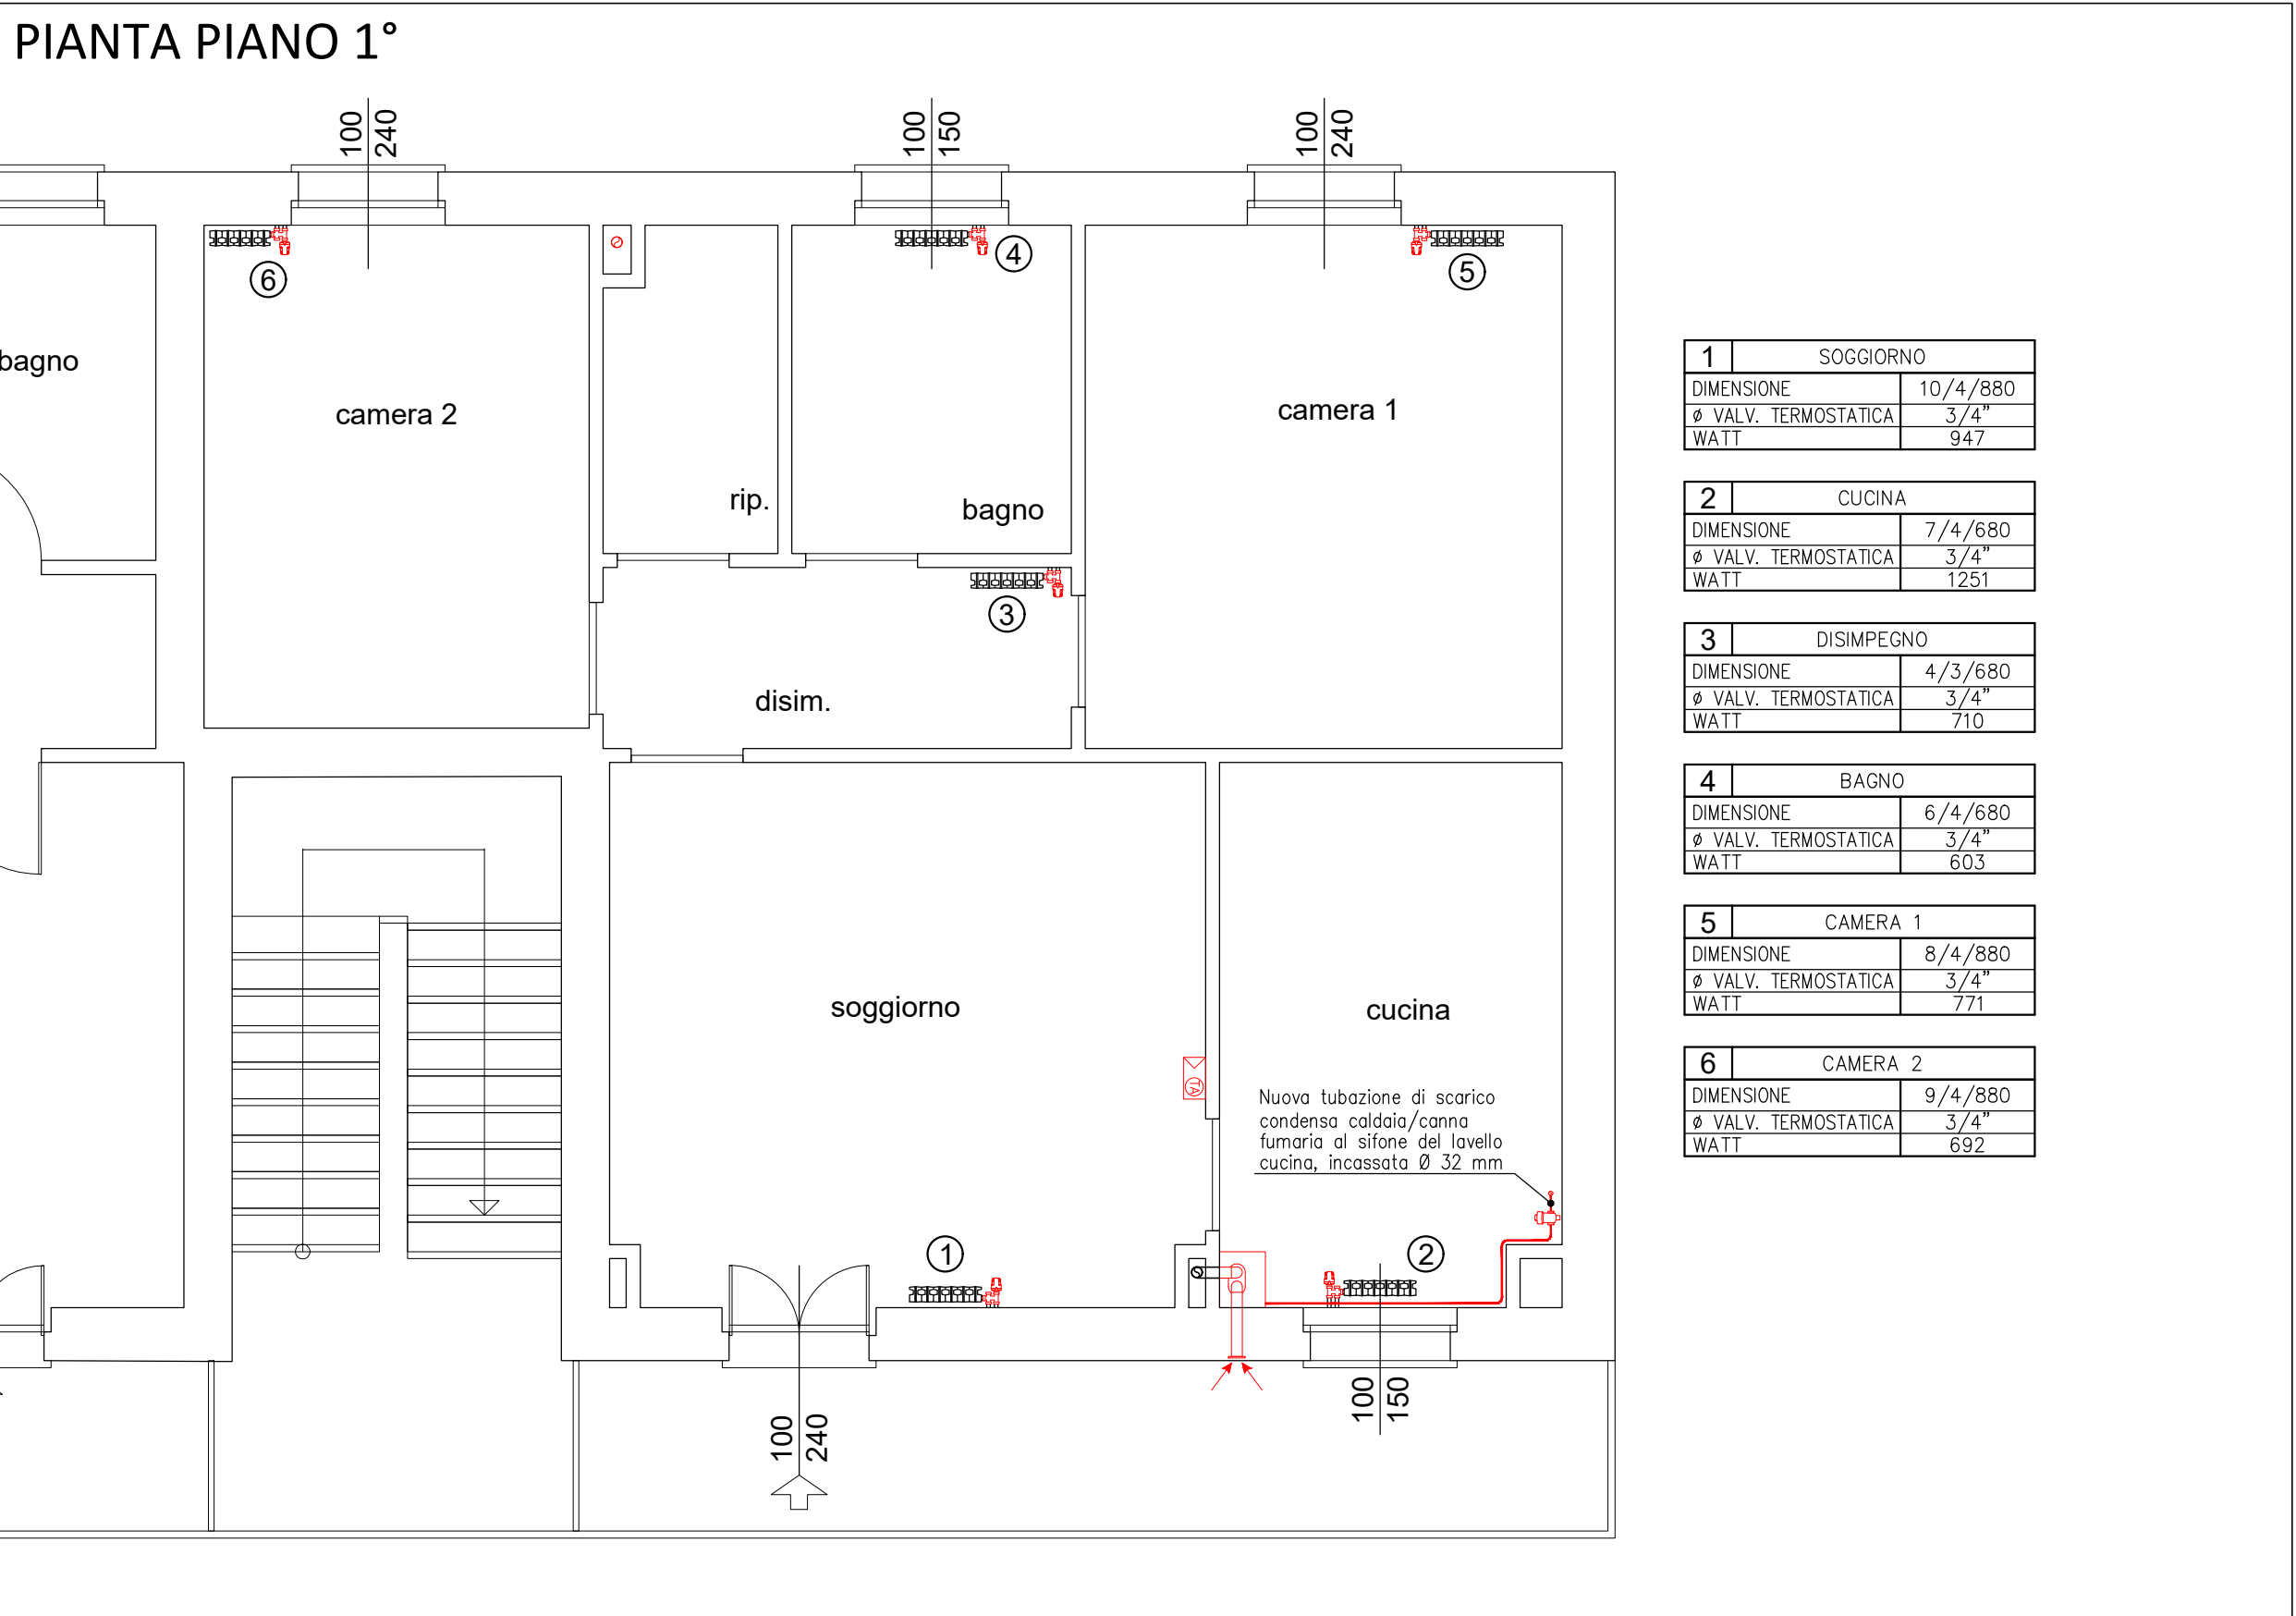 PIANTA PIANO 1°
100
240
100
150
100
240
6
4
5
bagno
camera 2
camera 1
rip.
bagno
3
disim.
soggiorno
cucina
TA
Nuova tubazione di scarico
condensa caldaia/canna
fumaria al sifone del lavello
cucina, incassata Ø 32 mm
1
2
100
240
100
150
1 SOGGIORNO
DIMENSIONE 10/4/880
ø VALV. TERMOSTATICA 3/4"
WATT 947
2 CUCINA
DIMENSIONE 7/4/680
ø VALV. TERMOSTATICA 3/4"
WATT 1251
3 DISIMPEGNO
DIMENSIONE 4/3/680
ø VALV. TERMOSTATICA 3/4"
WATT 710
4 BAGNO
DIMENSIONE 6/4/680
ø VALV. TERMOSTATICA 3/4"
WATT 603
5 CAMERA 1
DIMENSIONE 8/4/880
ø VALV. TERMOSTATICA 3/4"
WATT 771
6 CAMERA 2
DIMENSIONE 9/4/880
ø VALV. TERMOSTATICA 3/4"
WATT 692